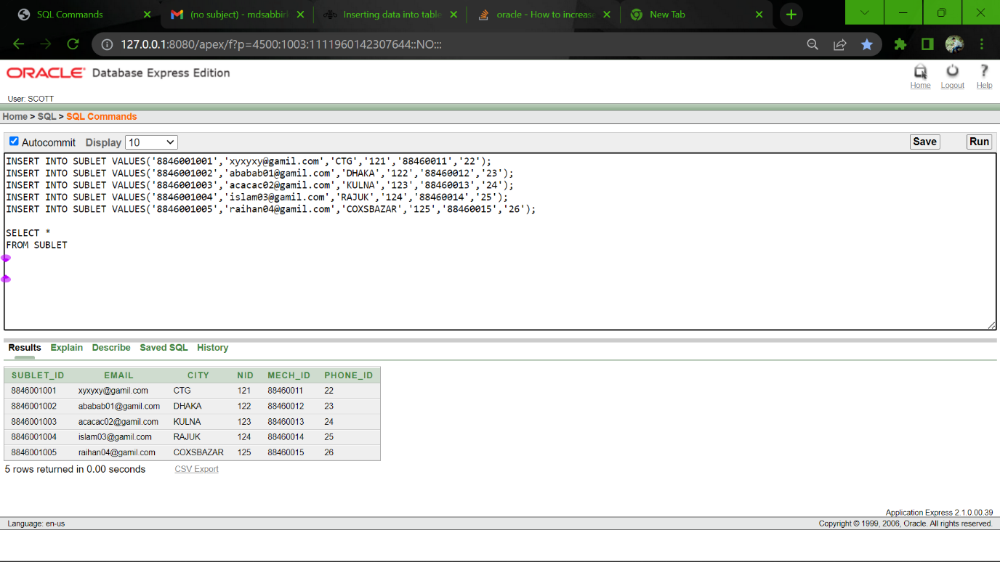 SQL Commands
(no subject) - mdsabbirk
Inserting data into table
oracle - How to increase
New Tab
127.0.0.1:8080/apex/f?p=4500:1003:1111960142307644::NO:::
ORACLE Database Express Edition
Home Logout Help
User: SCOTT
Home > SQL > SQL Commands
Autocommit Display 10 Save Run
INSERT INTO SUBLET VALUES('8846001001','xyxyxy@gamil.com','CTG','121','88460011','22');
INSERT INTO SUBLET VALUES('8846001002','ababab01@gamil.com','DHAKA','122','88460012','23');
INSERT INTO SUBLET VALUES('8846001003','acacac02@gamil.com','KULNA','123','88460013','24');
INSERT INTO SUBLET VALUES('8846001004','islam03@gamil.com','RAJUK','124','88460014','25');
INSERT INTO SUBLET VALUES('8846001005','raihan04@gamil.com','COXSBAZAR','125','88460015','26');
SELECT *
FROM SUBLET
Results Explain Describe Saved SQL History
SUBLET_ID EMAIL CITY NID MECH_ID PHONE_ID
8846001001 xyxyxy@gamil.com CTG 121 88460011 22
8846001002 ababab01@gamil.com DHAKA 122 88460012 23
8846001003 acacac02@gamil.com KULNA 123 88460013 24
8846001004 islam03@gamil.com RAJUK 124 88460014 25
8846001005 raihan04@gamil.com COXSBAZAR 125 88460015 26
5 rows returned in 0.00 seconds CSV Export
Application Express 2.1.0.00.39
Language: en-us Copyright © 1999, 2006, Oracle. All rights reserved.